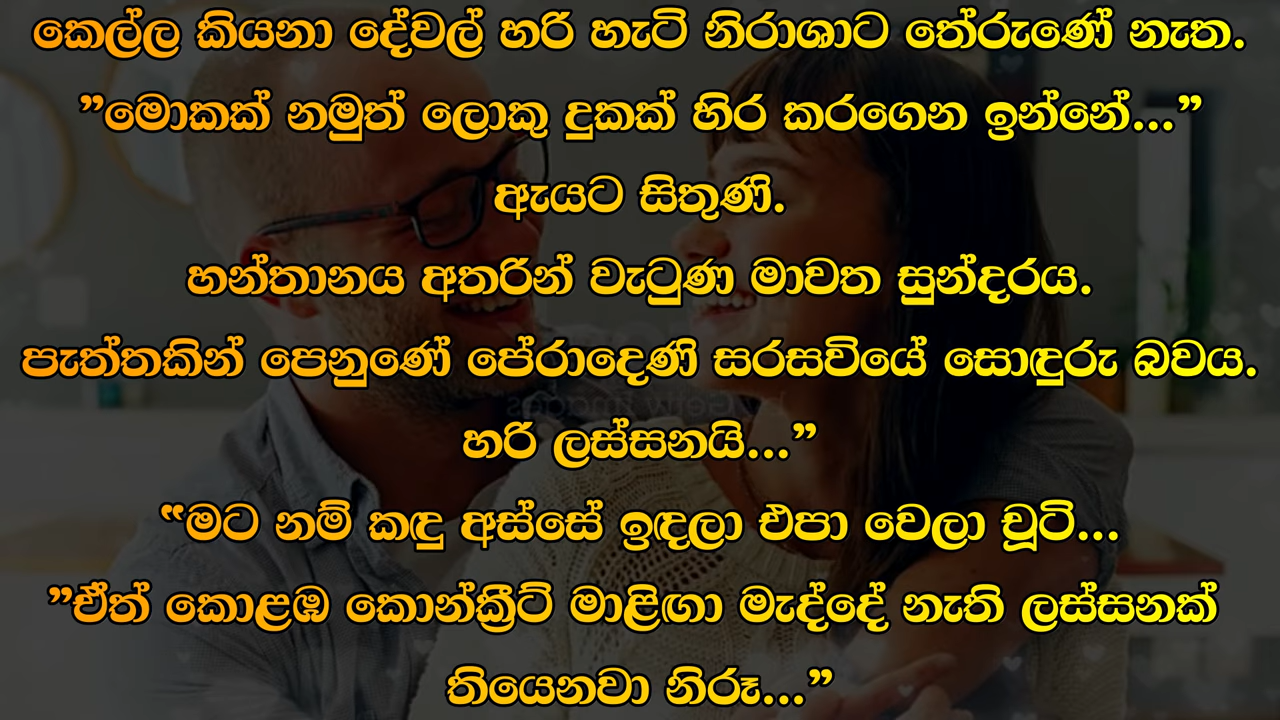 කෙල්ල කියනා දේවල් හරි හැටි නිරාශාට තේරුණේ නැත.
”මොකක් නමුත් ලොකු දුකක් හිර කරගෙන ඉන්නේ...”
ඇයට සිතුණි.
හන්තානය අතරින් වැටුණ මාවත සුන්දරය.
පැත්තකින් පෙනුණේ පේරාදෙණි සරසවියේ සොඳුරු බවය.
හරි ලස්සනයි...”
“මට නම් කඳු අස්සේ ඉඳලා එපා වෙලා චූටි...
”ඒත් කොළඹ කොන්ක්‍රීට් මාළිඟා මැද්දේ නැති ලස්සනක්
තියෙනවා නිරූ...”